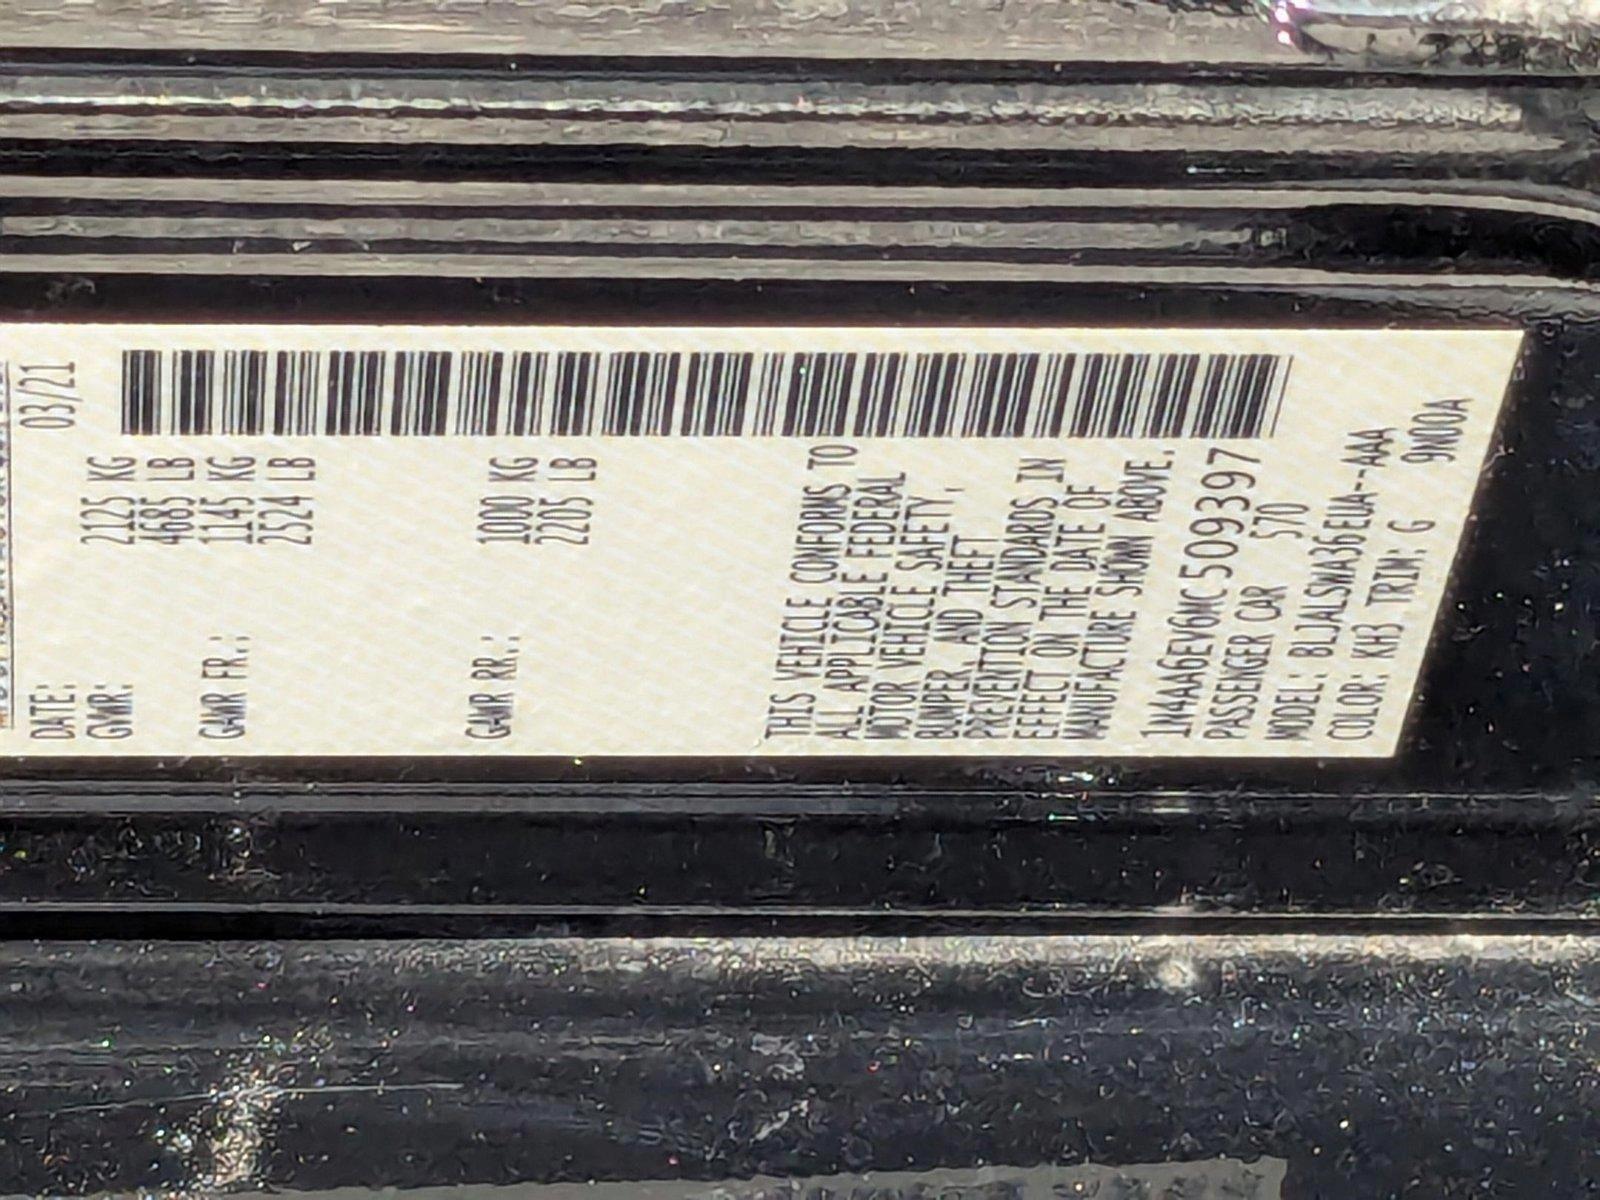 DATE: 03/21
GVWR: 2125 KG
4685 LB
GAWR FR.: 1145 KG
2524 LB
GAWR RR.: 1000 KG
2205 LB
THIS VEHICLE CONFORMS TO
ALL APPLICABLE FEDERAL
MOTOR VEHICLE SAFETY,
BUMPER, AND THEFT
PREVENTION STANDARDS IN
EFFECT ON THE DATE OF
MANUFACTURE SHOWN ABOVE.
1N4AA6EV6MC509397
PASSENGER CAR 570
MODEL: BLJALSWA36EUA--AAA
COLOR: KH3 TRIM: G 9N00A